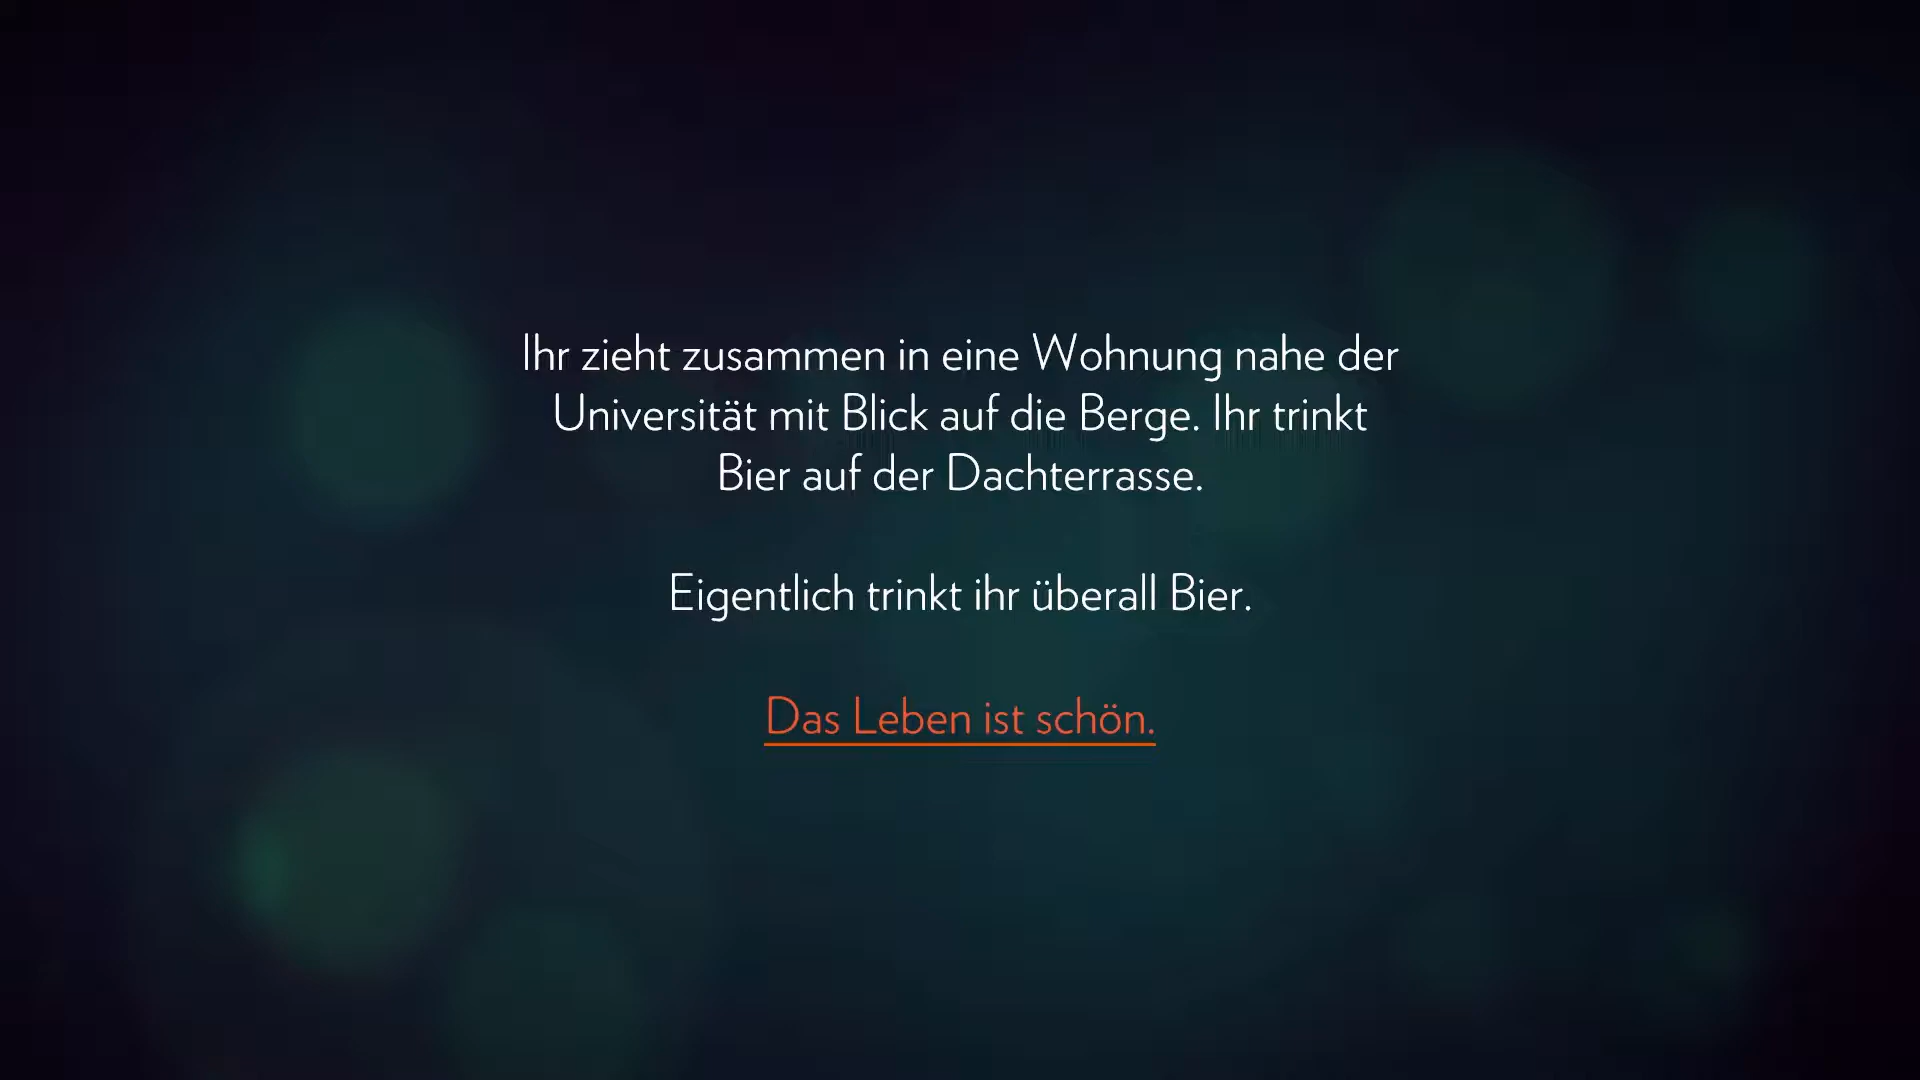 Ihr zieht zusammen in eine Wohnung nahe der
Universität mit Blick auf die Berge. Ihr trinkt
Bier auf der Dachterrasse.
Eigentlich trinkt ihr überall Bier.
Das Leben ist schön.